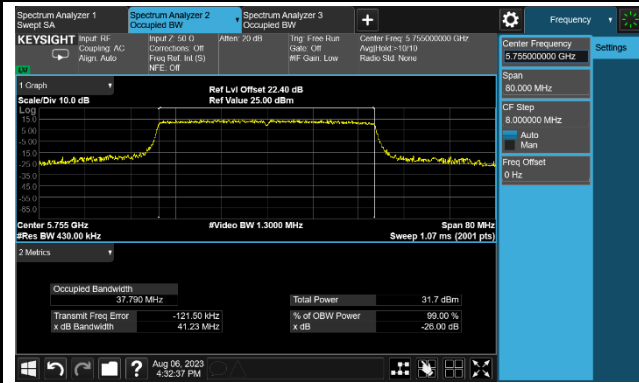 Spectrum Analyzer 1
Swept SA
Spectrum Analyzer 2
Occupied BW
Spectrum Analyzer 3
Occupied BW
Frequency
KEYSIGHT
Input: RF
Coupling: AC
Align: Auto
Input Z: 50 Ω
Corrections: Off
Freq Ref: Int (S)
NFE: Off
Atten: 20 dB
Trig: Free Run
Gate: Off
#IF Gain: Low
Center Freq: 5.755000000 GHz
Avg|Hold:>10/10
Radio Std: None
Center Frequency
5.755000000 GHz
Settings
Span
80.000 MHz
CF Step
8.000000 MHz
Auto
Man
Freq Offset
0 Hz
1 Graph
Scale/Div 10.0 dB
Ref Lvl Offset 22.40 dB
Ref Value 25.00 dBm
Log
15.0
5.00
-5.00
-15.0
-25.0
-35.0
-45.0
-55.0
-65.0
Center 5.755 GHz
#Res BW 430.00 kHz
#Video BW 1.3000 MHz
Span 80 MHz
Sweep 1.07 ms (2001 pts)
2 Metrics
Occupied Bandwidth
37.790 MHz
Total Power 31.7 dBm
Transmit Freq Error -121.50 kHz
% of OBW Power 99.00 %
x dB Bandwidth 41.23 MHz
x dB -26.00 dB
?
Aug 06, 2023
4:32:37 PM